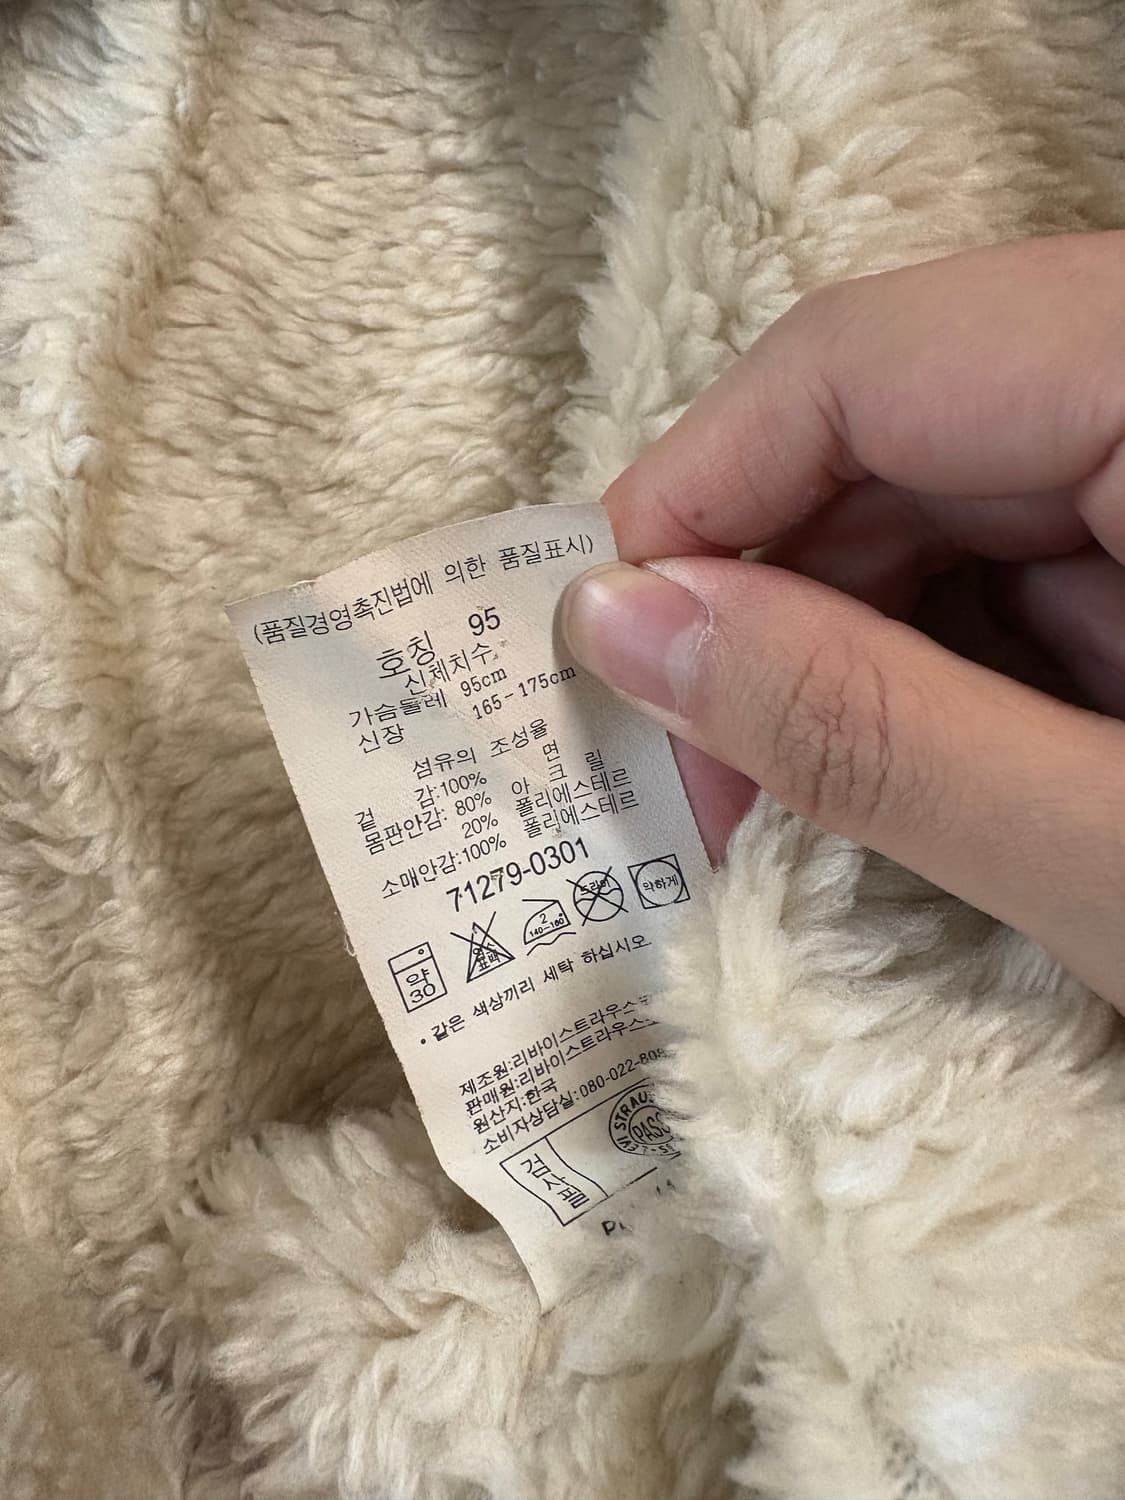 (품질경영촉진법에 의한 품질표시)
호칭 95
신체치수
가슴둘레 95cm
신장 165-175cm
섬유의 조성율
겉감:100% 면
몸판안감: 80% 아크릴
20% 폴리에스테르
소매안감:100% 폴리에스테르
71279-0301
약 30
염소 표백
2 140-160°
드라이
약하게
• 같은 색상끼리 세탁 하십시오.
제조원:리바이스트라우스
판매원:리바이스트라우스
원산지:한국
소비자상담실:080-022-
검사필
PASS